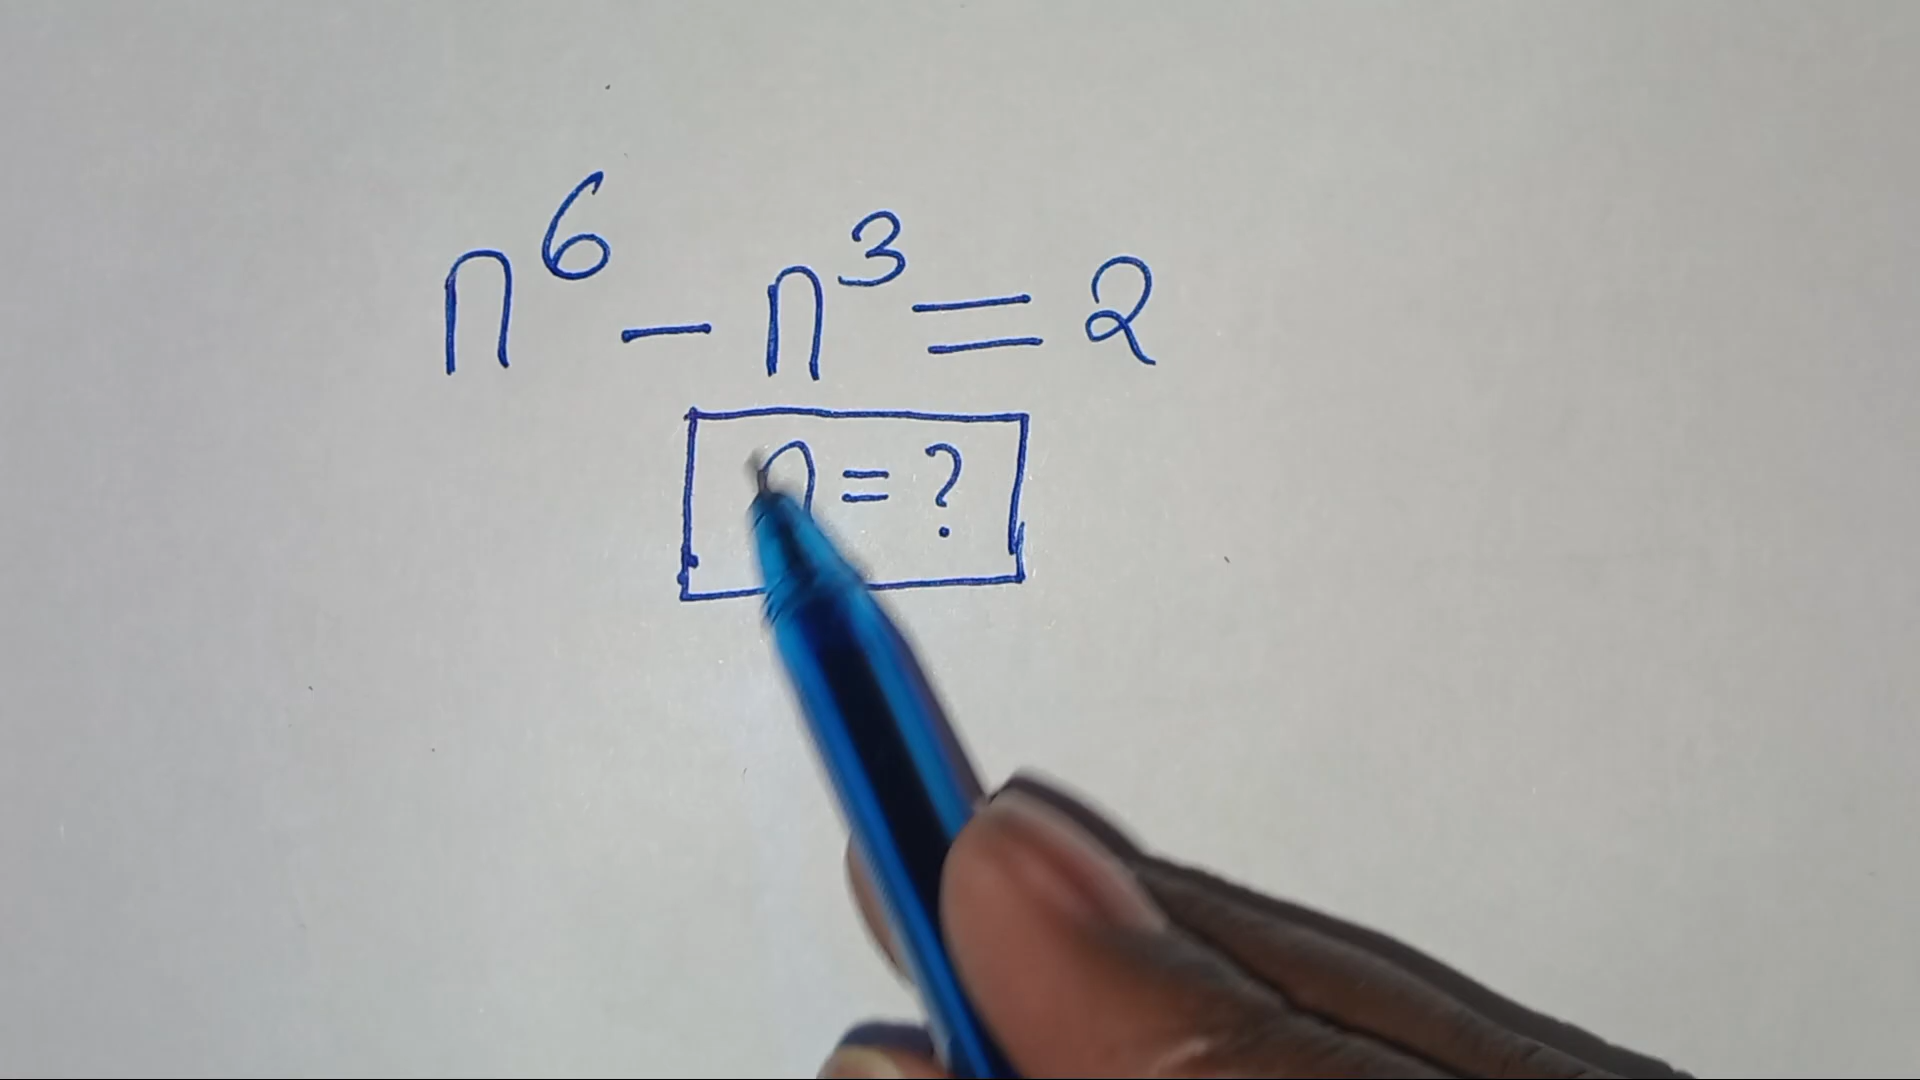 n⁶ - n³ = 2
n = ?